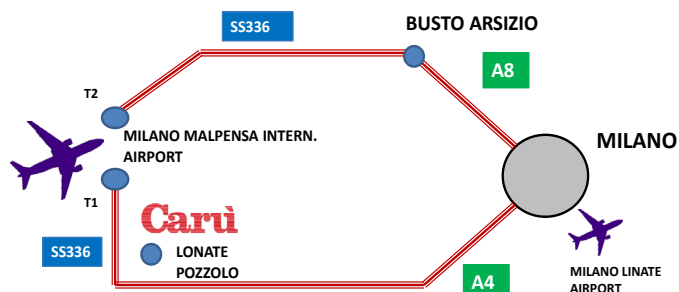 SS336
BUSTO ARSIZIO
A8
T2
MILANO MALPENSA INTERN.
AIRPORT
MILANO
T1
Carù
SS336
LONATE
POZZOLO
A4
MILANO LINATE
AIRPORT